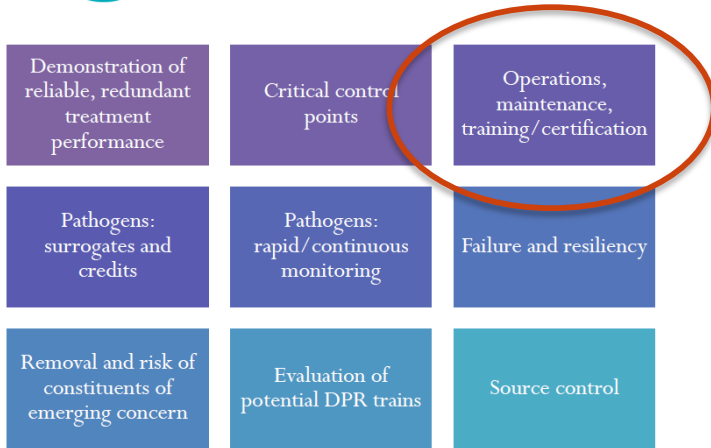 Demonstration of
reliable, redundant
treatment
performance
Critical control
points
Operations,
maintenance,
training/certification
Pathogens:
surrogates and
credits
Pathogens:
rapid/continuous
monitoring
Failure and resiliency
Removal and risk of
constituents of
emerging concern
Evaluation of
potential DPR trains
Source control